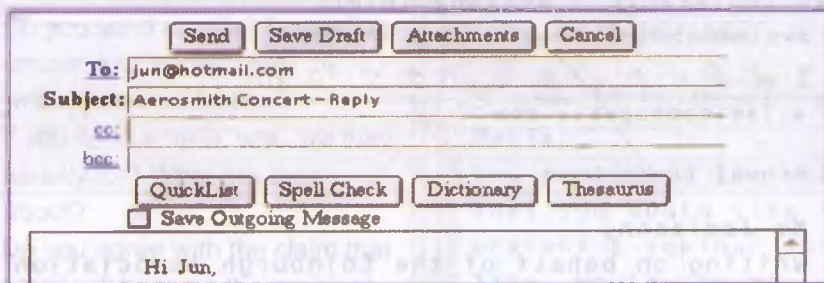 Send Save Draft Attachments Cancel
To: jun@hotmail.com
Subject: Aerosmith Concert - Reply
cc:
bcc:
QuickList Spell Check Dictionary Thesaurus
Save Outgoing Message
Hi Jun,